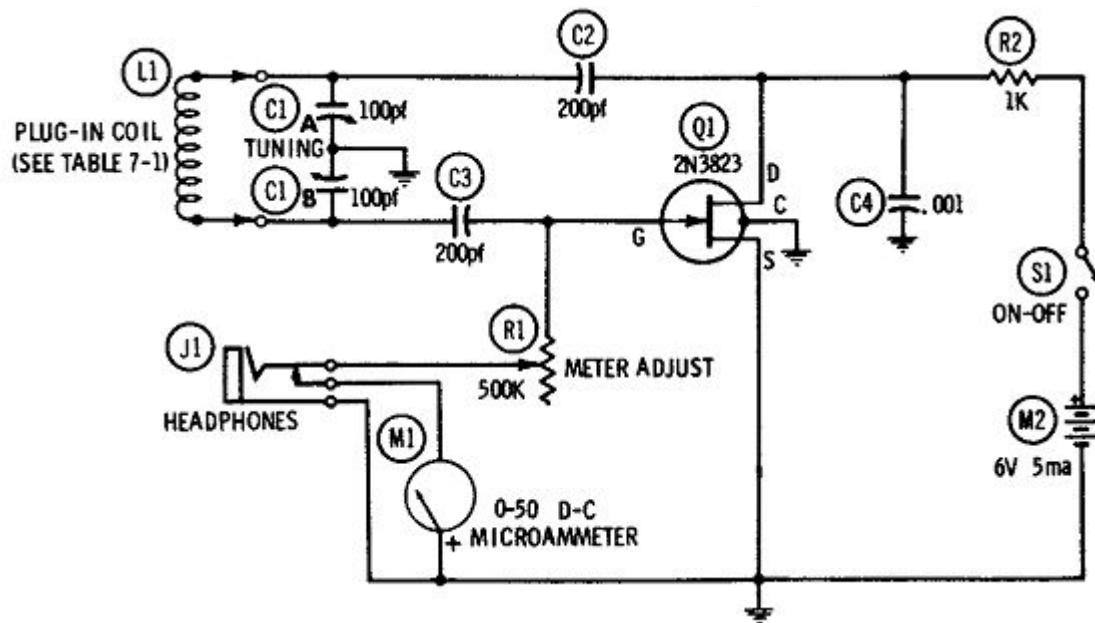 C2
R2
L1
1K
C1
A
100pf
200pf
PLUG-IN COIL
(SEE TABLE 7-1)
TUNING
Q1
2N3823
D
C1
B
100pf
C3
C
C4
.001
G
200pf
S
S1
ON-OFF
R1
J1
METER ADJUST
500K
HEADPHONES
M1
+
M2
6V 5ma
0-50 D-C
+ MICROAMMETER